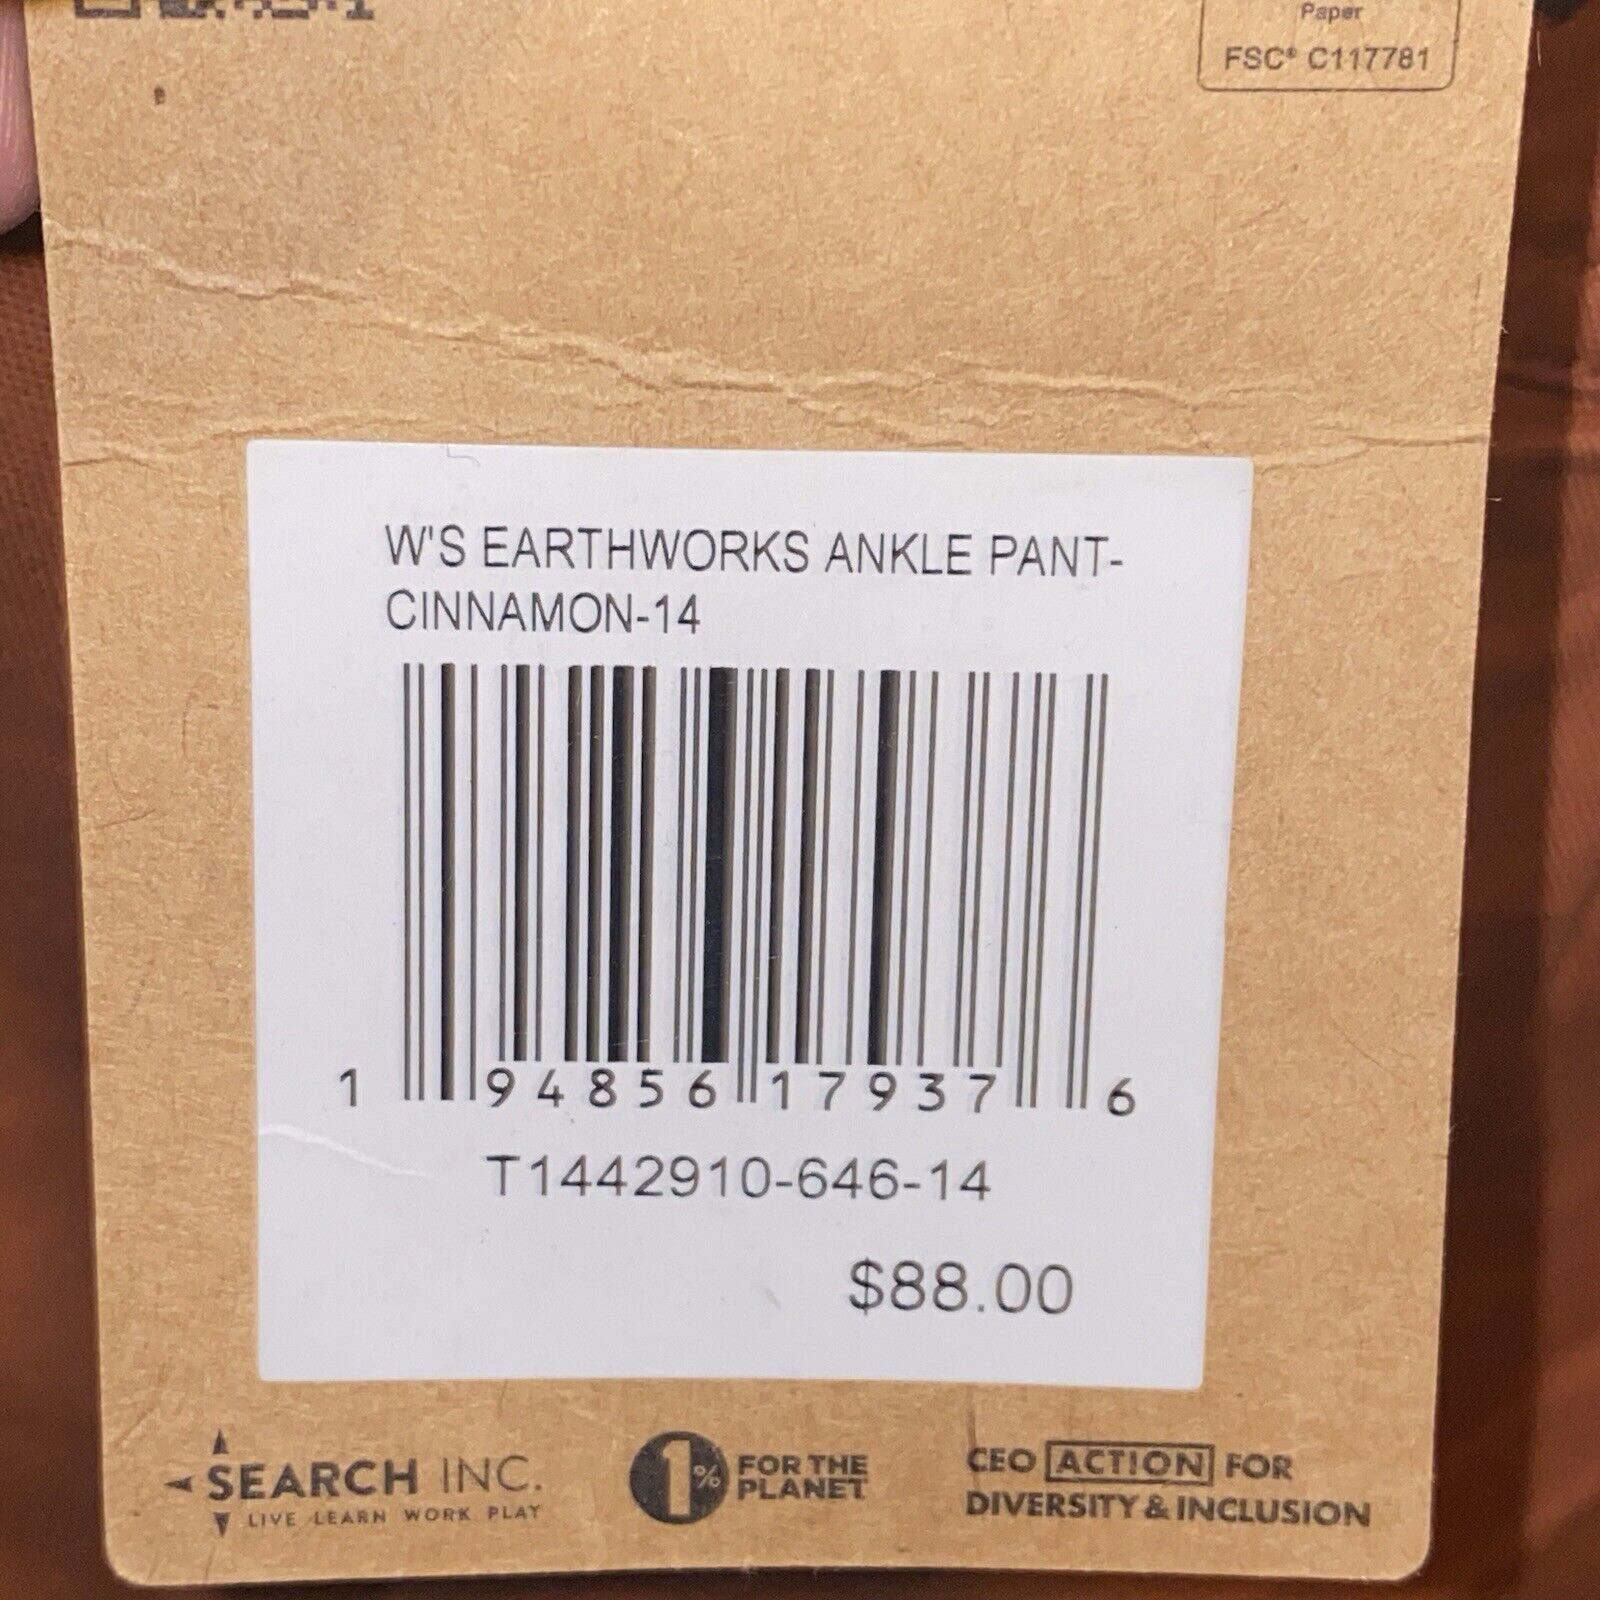 Paper
FSC® C117781
W'S EARTHWORKS ANKLE PANT-
CINNAMON-14
1 94856 17937 6
T1442910-646-14
$88.00
SEARCH INC.
LIVE LEARN WORK PLAY
1% FOR THE
PLANET
CEO ACTION FOR
DIVERSITY & INCLUSION